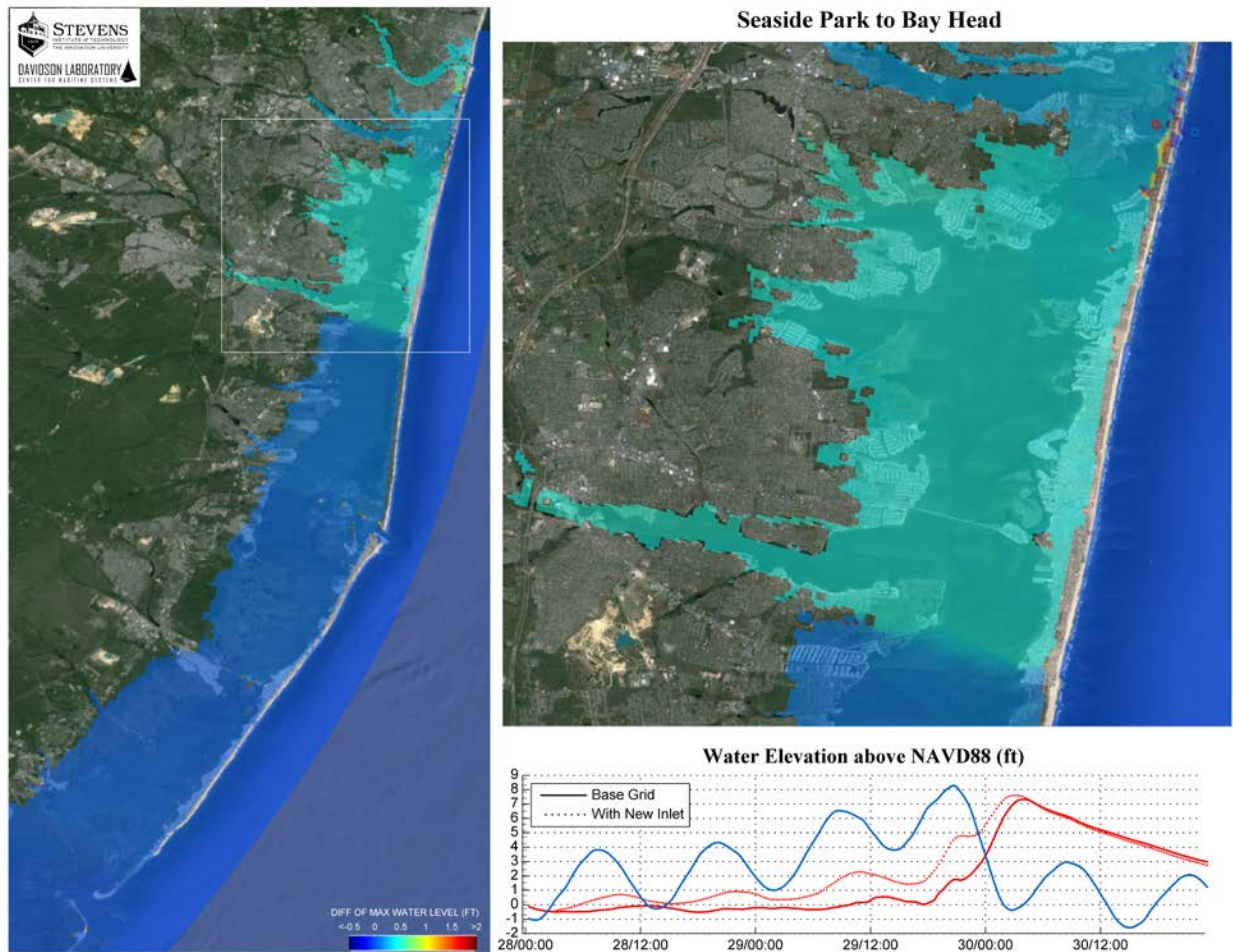 STEVENS
INSTITUTE of TECHNOLOGY
THE INNOVATION UNIVERSITY
DAVIDSON LABORATORY
CENTER FOR MARITIME SYSTEMS
DIFF OF MAX WATER LEVEL (FT)
<-0.5 0 0.5 1 1.5 >2
Seaside Park to Bay Head
Water Elevation above NAVD88 (ft)
Base Grid
With New Inlet
9
8
7
6
5
4
3
2
1
0
-1
-2
28/00:00 28/12:00 29/00:00 29/12:00 30/00:00 30/12:00